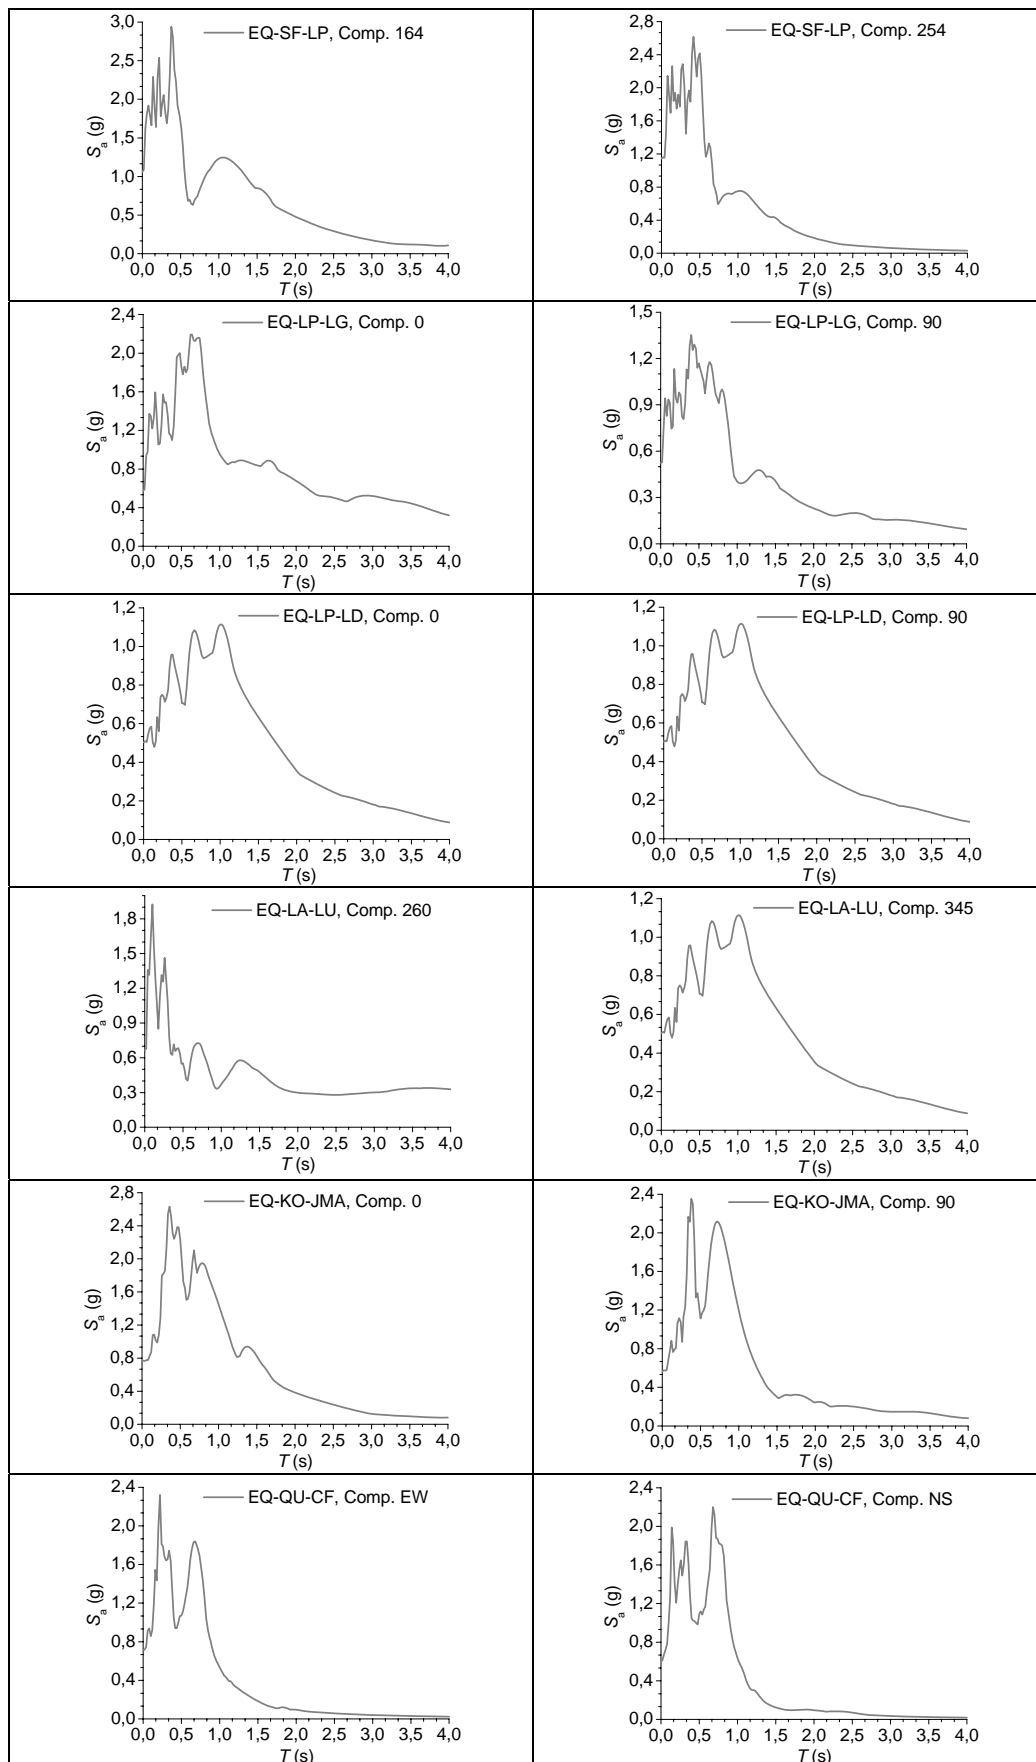 EQ-SF-LP, Comp. 164
3,0
2,5
2,0
1,5
1,0
0,5
0,0
Sa (g)
0,0 0,5 1,0 1,5 2,0 2,5 3,0 3,5 4,0
T (s)
EQ-SF-LP, Comp. 254
2,8
2,4
2,0
1,6
1,2
0,8
0,4
0,0
Sa (g)
0,0 0,5 1,0 1,5 2,0 2,5 3,0 3,5 4,0
T (s)
EQ-LP-LG, Comp. 0
2,4
2,0
1,6
1,2
0,8
0,4
0,0
Sa (g)
0,0 0,5 1,0 1,5 2,0 2,5 3,0 3,5 4,0
T (s)
EQ-LP-LG, Comp. 90
1,5
1,2
0,9
0,6
0,3
0,0
Sa (g)
0,0 0,5 1,0 1,5 2,0 2,5 3,0 3,5 4,0
T (s)
EQ-LP-LD, Comp. 0
1,2
1,0
0,8
0,6
0,4
0,2
0,0
Sa (g)
0,0 0,5 1,0 1,5 2,0 2,5 3,0 3,5 4,0
T (s)
EQ-LP-LD, Comp. 90
1,2
1,0
0,8
0,6
0,4
0,2
0,0
Sa (g)
0,0 0,5 1,0 1,5 2,0 2,5 3,0 3,5 4,0
T (s)
EQ-LA-LU, Comp. 260
1,8
1,5
1,2
0,9
0,6
0,3
0,0
Sa (g)
0,0 0,5 1,0 1,5 2,0 2,5 3,0 3,5 4,0
T (s)
EQ-LA-LU, Comp. 345
1,2
1,0
0,8
0,6
0,4
0,2
0,0
Sa (g)
0,0 0,5 1,0 1,5 2,0 2,5 3,0 3,5 4,0
T (s)
EQ-KO-JMA, Comp. 0
2,8
2,4
2,0
1,6
1,2
0,8
0,4
0,0
Sa (g)
0,0 0,5 1,0 1,5 2,0 2,5 3,0 3,5 4,0
T (s)
EQ-KO-JMA, Comp. 90
2,4
2,0
1,6
1,2
0,8
0,4
0,0
Sa (g)
0,0 0,5 1,0 1,5 2,0 2,5 3,0 3,5 4,0
T (s)
EQ-QU-CF, Comp. EW
2,4
2,0
1,6
1,2
0,8
0,4
0,0
Sa (g)
0,0 0,5 1,0 1,5 2,0 2,5 3,0 3,5 4,0
T (s)
EQ-QU-CF, Comp. NS
2,4
2,0
1,6
1,2
0,8
0,4
0,0
Sa (g)
0,0 0,5 1,0 1,5 2,0 2,5 3,0 3,5 4,0
T (s)